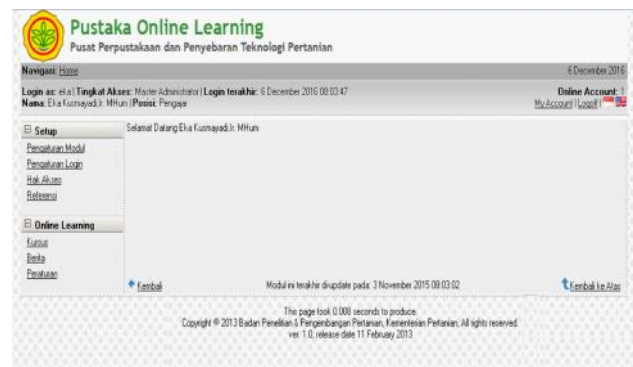 Pustaka Online Learning
Pusat Perpustakaan dan Penyebaran Teknologi Pertanian
Navigasi: Home
6 December 2016
Login as: eka | Tingkat Akses: Master Administrator | Login terakhir: 6 December 2016 08:03:47
Online Account: 1
Nama: Eka Kusmayadi,Ir. MHum | Posisi: Pengajar
My Account | Logoff |
Setup
Selamat Datang Eka Kusmayadi,Ir. MHum
Pengaturan Modul
Pengaturan Login
Hak Akses
Referensi
Online Learning
Kursus
Berita
Peraturan
Kembali
Modul ini terakhir di-update pada: 3 November 2015 08:03:02
Kembali ke Atas
This page took 0.008 seconds to produce.
Copyright © 2013 Badan Penelitian & Pengembangan Pertanian, Kementerian Pertanian, All rights reserved.
ver: 1.0, release date 11 February 2013